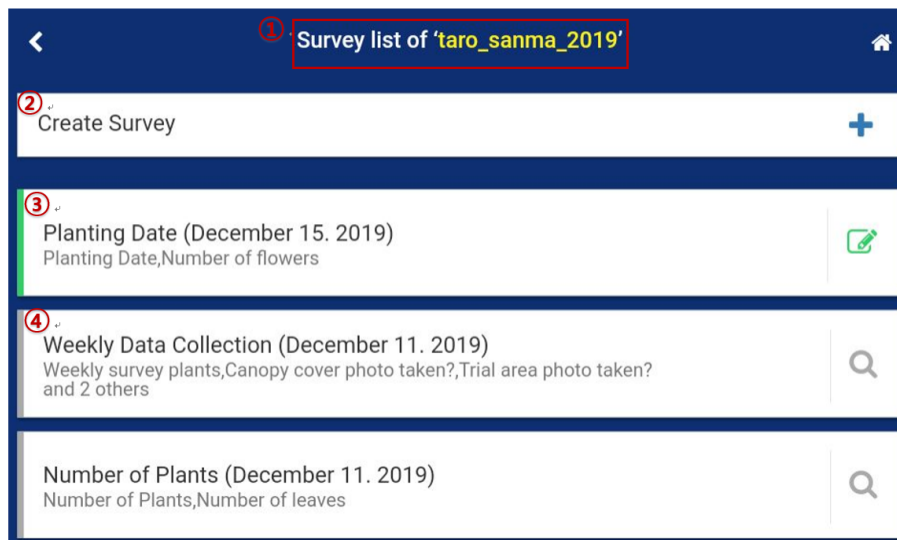 ① Survey list of ‘taro_sanma_2019’
②
Create Survey
③
Planting Date (December 15. 2019)
Planting Date,Number of flowers
④
Weekly Data Collection (December 11. 2019)
Weekly survey plants,Canopy cover photo taken?,Trial area photo taken?
and 2 others
Number of Plants (December 11. 2019)
Number of Plants,Number of leaves